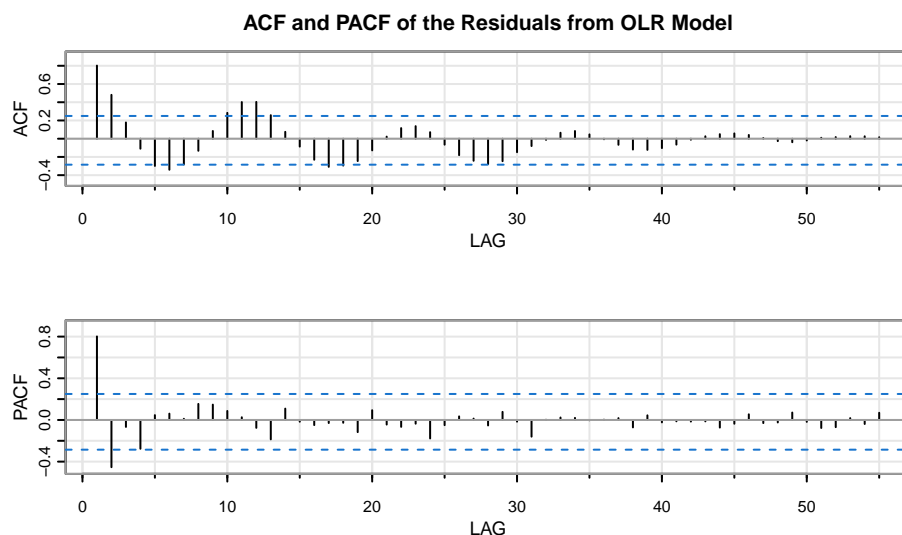 ACF and PACF of the Residuals from OLR Model
ACF
−0.4 0.2 0.6
0 10 20 30 40 50
LAG
PACF
−0.4 0.0 0.4 0.8
0 10 20 30 40 50
LAG